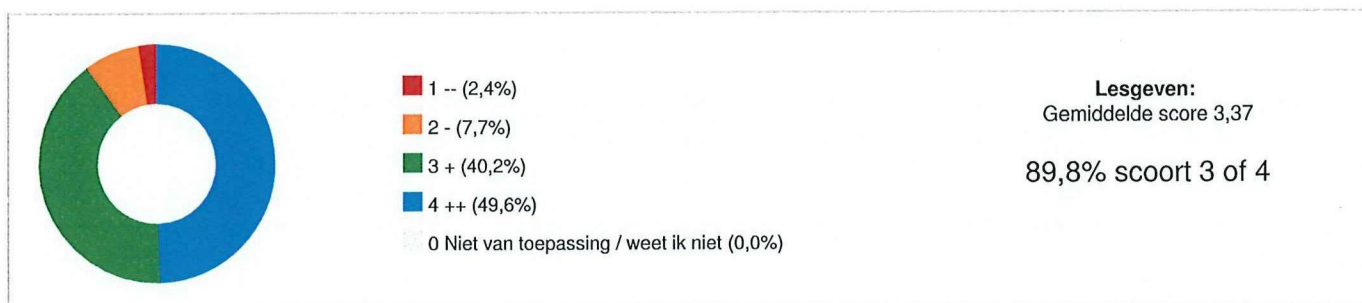 1 -- (2,4%)
2 - (7,7%)
3 + (40,2%)
4 ++ (49,6%)
0 Niet van toepassing / weet ik niet (0,0%)
Lesgeven:
Gemiddelde score 3,37
89,8% scoort 3 of 4